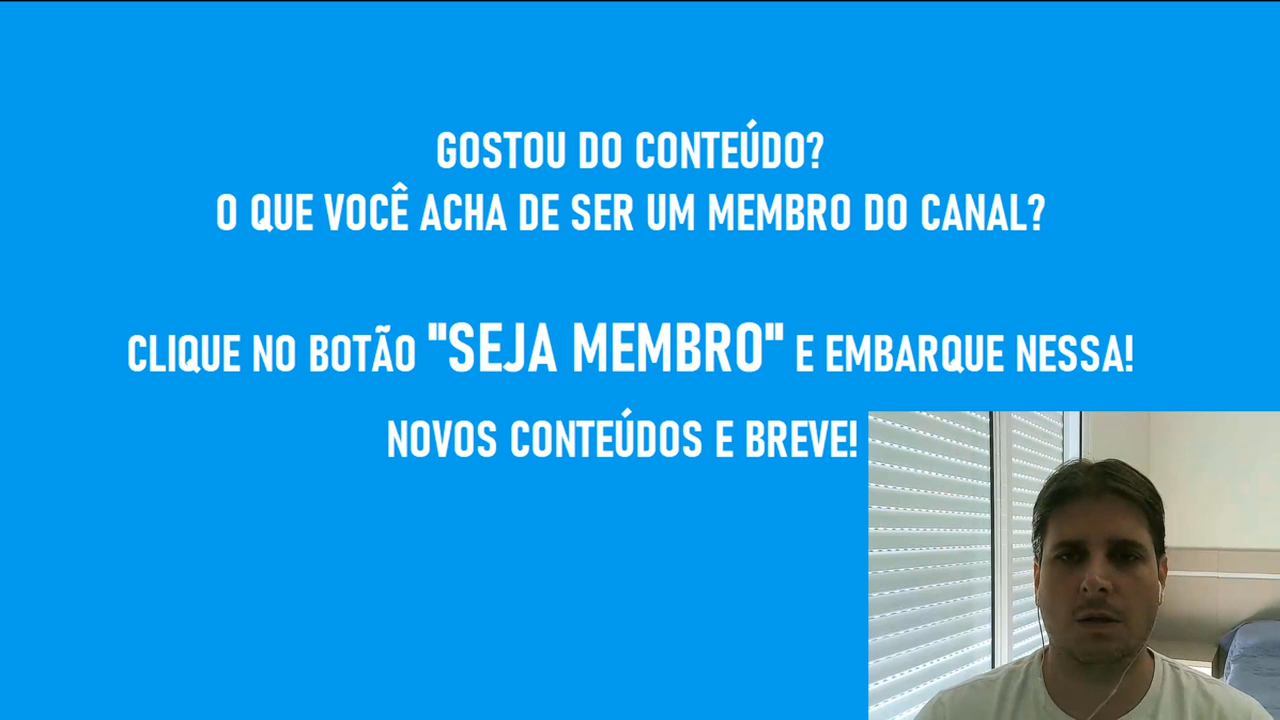 GOSTOU DO CONTEÚDO?
O QUE VOCÊ ACHA DE SER UM MEMBRO DO CANAL?
CLIQUE NO BOTÃO "SEJA MEMBRO" E EMBARQUE NESSA!
NOVOS CONTEÚDOS E BREVE!